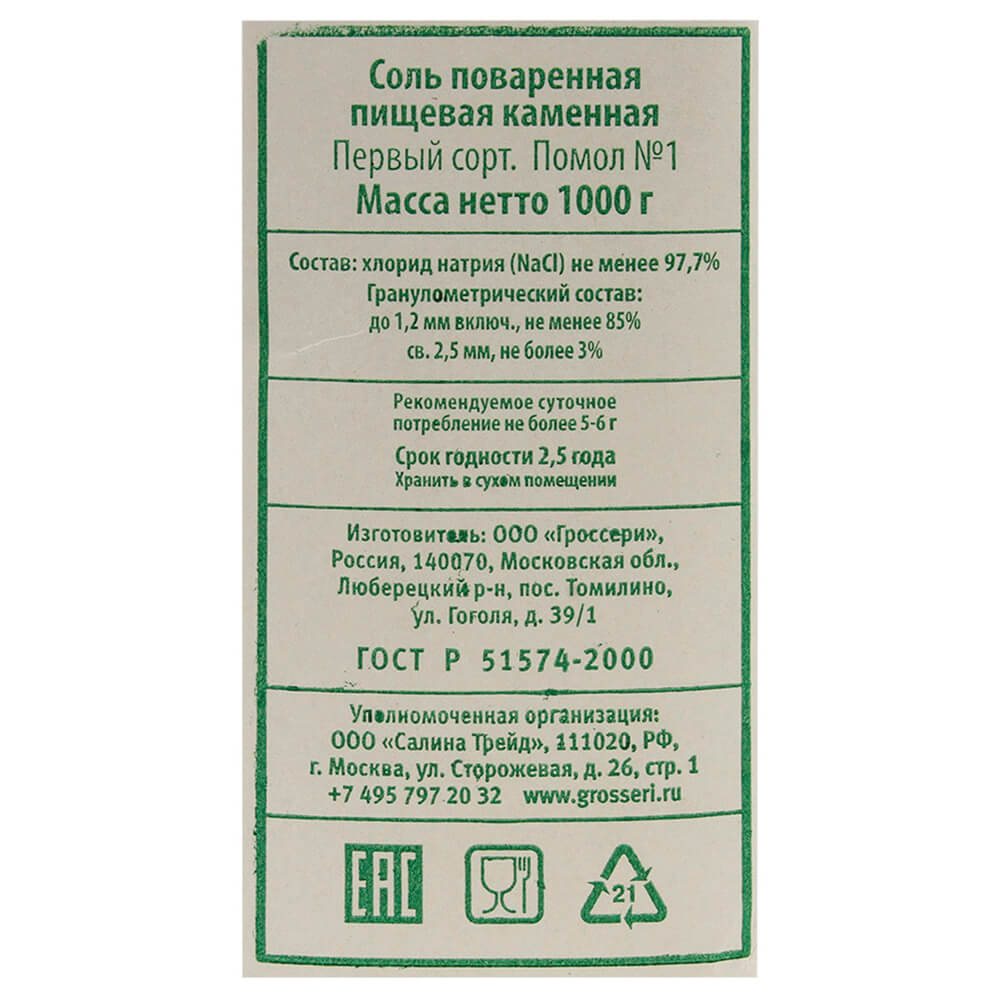 Соль поваренная
пищевая каменная
Первый сорт. Помол №1
Масса нетто 1000 г
Состав: хлорид натрия (NaCl) не менее 97,7%
Гранулометрический состав:
до 1,2 мм включ., не менее 85%
св. 2,5 мм, не более 3%
Рекомендуемое суточное
потребление не более 5-6 г
Срок годности 2,5 года
Хранить в сухом помещении
Изготовитель: ООО «Гроссери»,
Россия, 140070, Московская обл.,
Люберецкий р-н, пос. Томилино,
ул. Гоголя, д. 39/1
ГОСТ Р 51574-2000
Уполномоченная организация:
ООО «Салина Трейд», 111020, РФ,
г. Москва, ул. Сторожевая, д. 26, стр. 1
+7 495 797 20 32 www.grosseri.ru
EAC 21